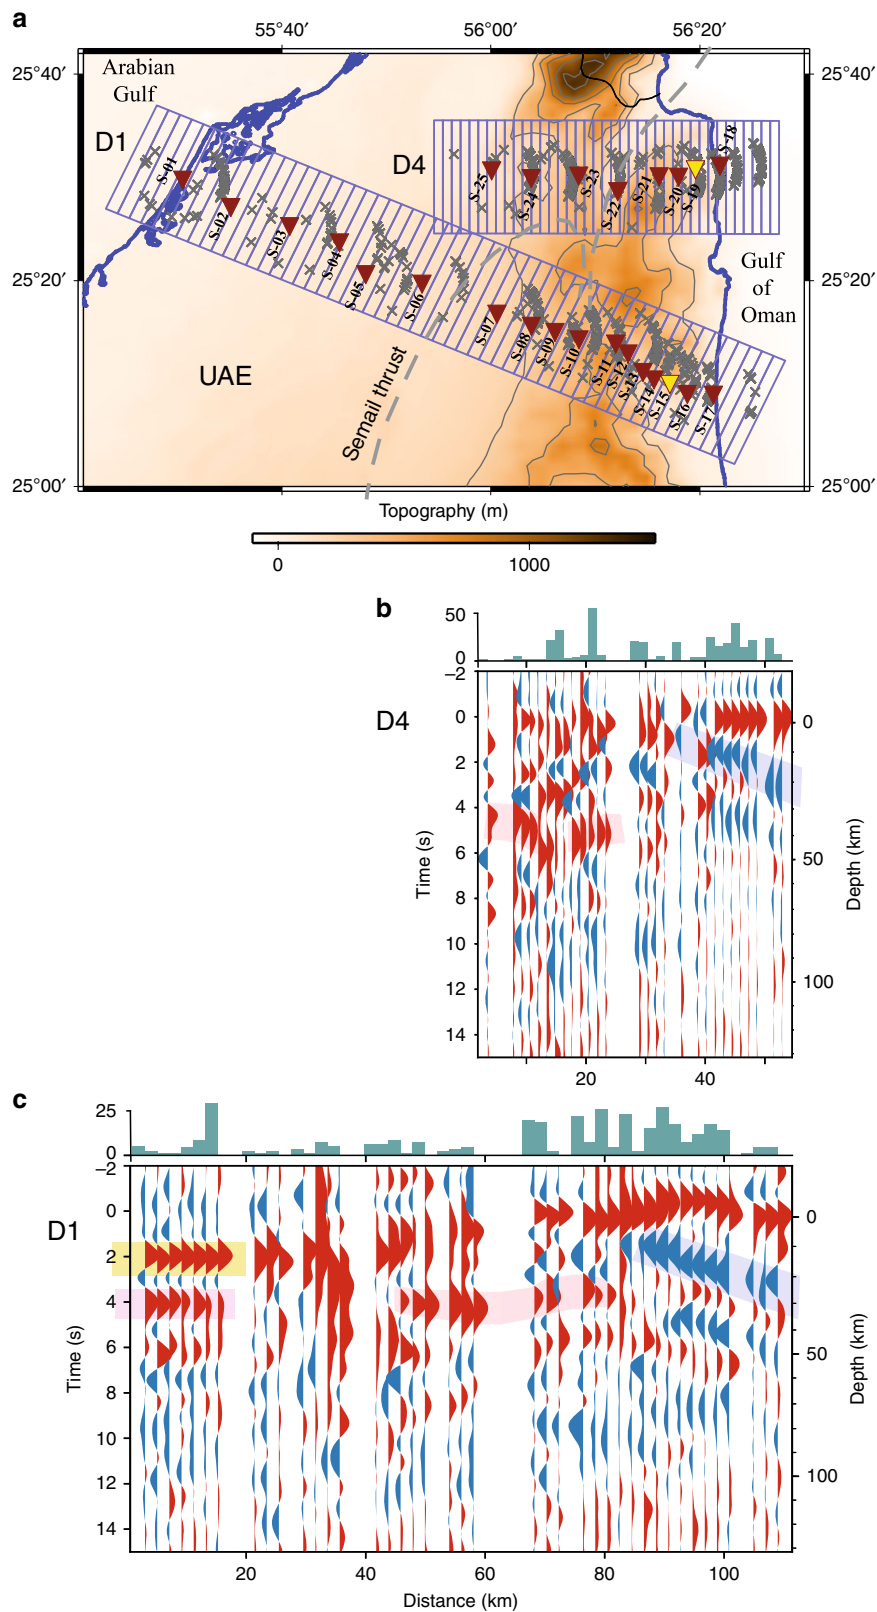 a
55°40′ 56°00′ 56°20′
25°40′ 25°40′
Arabian
Gulf
D1
D4
S-01
S-02
S-03
S-04
S-05
S-06
S-07
S-08
S-09
S-10
S-11
S-12
S-13
S-14
S-15
S-16
S-17
S-18
S-19
S-20
S-21
S-22
S-23
S-24
S-25
25°20′ 25°20′
Gulf
of
Oman
UAE
Semail thrust
25°00′ 25°00′
Topography (m)
0 1000
b
50
0
D4
–2
0
2
4
6
8
10
12
14
Time (s)
0
50
100
Depth (km)
20 40
c
25
0
D1
–2
0
2
4
6
8
10
12
14
Time (s)
0
50
100
Depth (km)
20 40 60 80 100
Distance (km)